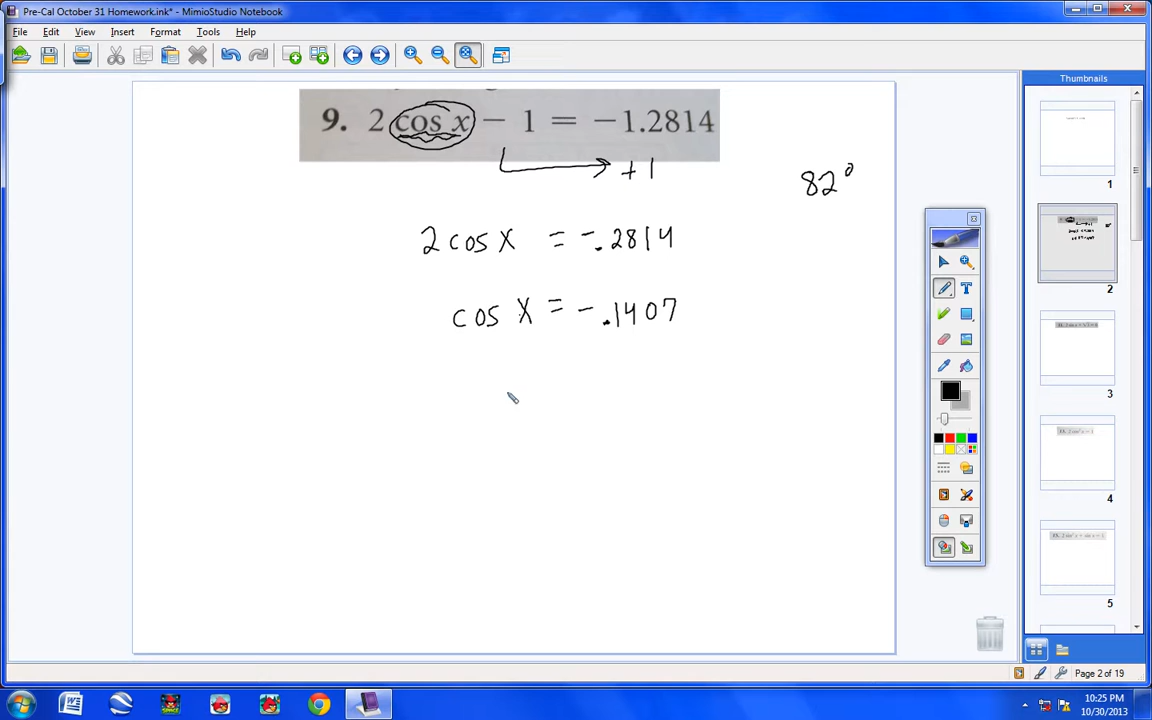 Pre-Cal October 31 Homework.ink* - MimioStudio Notebook
File Edit View Insert Format Tools Help
Thumbnails
9. 2 cos x − 1 = −1.2814
+1
82°
2 cos x = -.2814
cos x = -.1407
1
2
3
4
5
Page 2 of 19
10:25 PM
10/30/2013